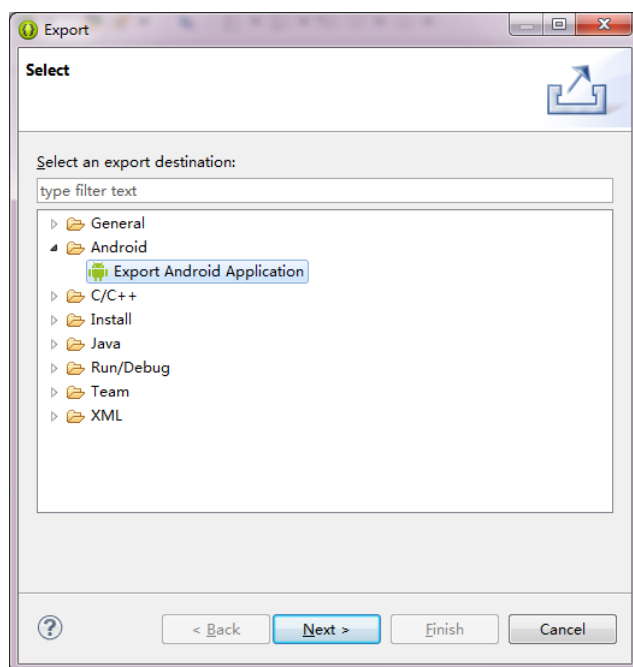 Export
Select
Select an export destination:
type filter text
General
Android
Export Android Application
C/C++
Install
Java
Run/Debug
Team
XML
?
< Back
Next >
Finish
Cancel